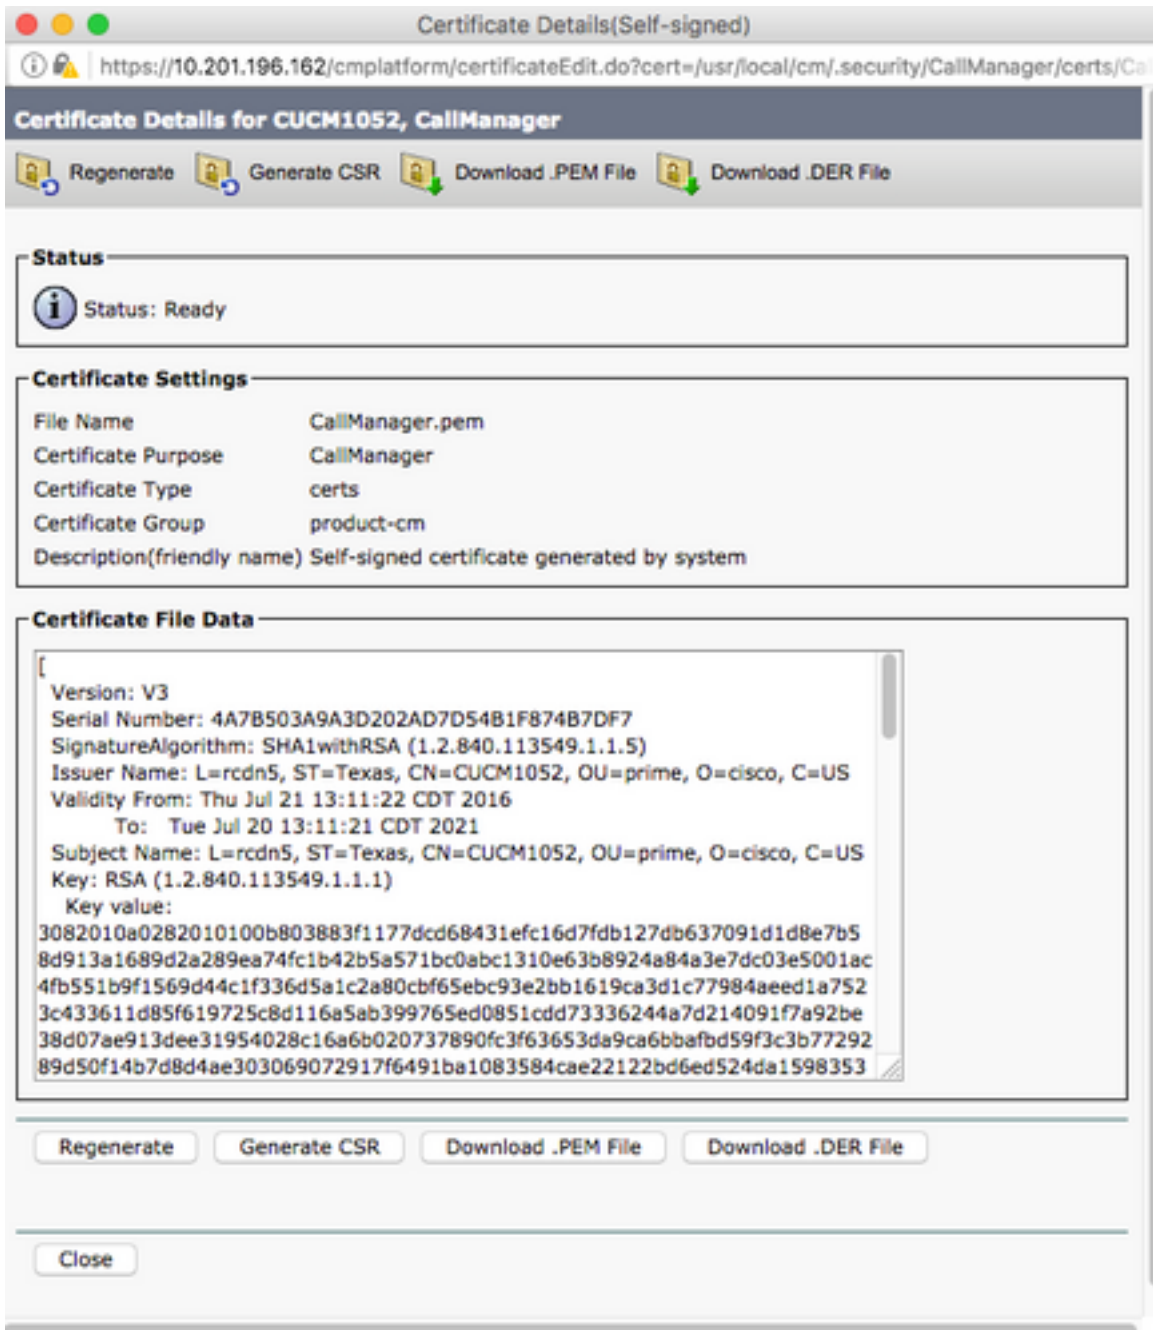 Certificate Details(Self-signed)
https://10.201.196.162/cmplatform/certificateEdit.do?cert=/usr/local/cm/.security/CallManager/certs/Cal
Certificate Details for CUCM1052, CallManager
Regenerate Generate CSR Download .PEM File Download .DER File
Status
Status: Ready
Certificate Settings
File Name CallManager.pem
Certificate Purpose CallManager
Certificate Type certs
Certificate Group product-cm
Description(friendly name) Self-signed certificate generated by system
Certificate File Data
[
Version: V3
Serial Number: 4A7B503A9A3D202AD7D54B1F874B7DF7
SignatureAlgorithm: SHA1withRSA (1.2.840.113549.1.1.5)
Issuer Name: L=rcdn5, ST=Texas, CN=CUCM1052, OU=prime, O=cisco, C=US
Validity From: Thu Jul 21 13:11:22 CDT 2016
To: Tue Jul 20 13:11:21 CDT 2021
Subject Name: L=rcdn5, ST=Texas, CN=CUCM1052, OU=prime, O=cisco, C=US
Key: RSA (1.2.840.113549.1.1.1)
Key value:
3082010a0282010100b803883f1177dcd68431efc16d7fdb127db637091d1d8e7b5
8d913a1689d2a289ea74fc1b42b5a571bc0abc1310e63b8924a84a3e7dc03e5001ac
4fb551b9f1569d44c1f336d5a1c2a80cbf65ebc93e2bb1619ca3d1c77984aeed1a752
3c433611d85f619725c8d116a5ab399765ed0851cdd73336244a7d214091f7a92be
38d07ae913dee31954028c16a6b020737890fc3f63653da9ca6bbafbd59f3c3b77292
89d50f14b7d8d4ae303069072917f6491ba1083584cae22122bd6ed524da1598353
Regenerate Generate CSR Download .PEM File Download .DER File
Close